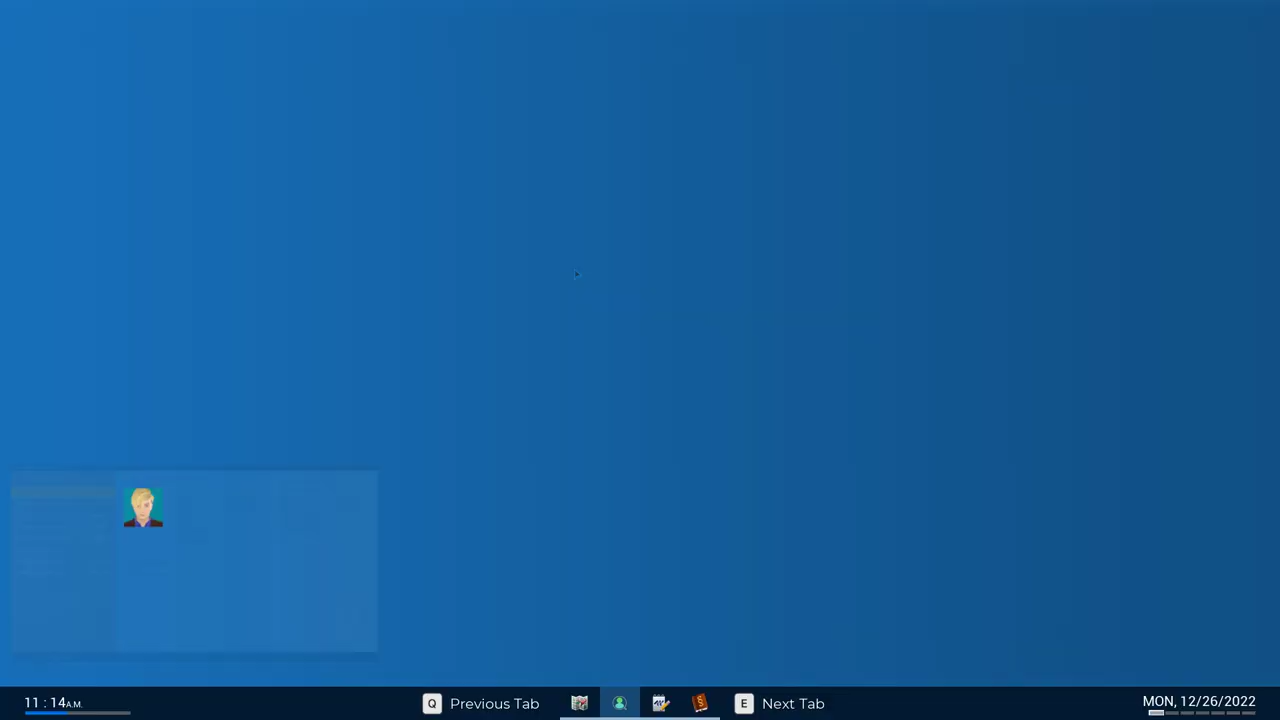 11 : 14A.M.
Q Previous Tab
E Next Tab
MON, 12/26/2022